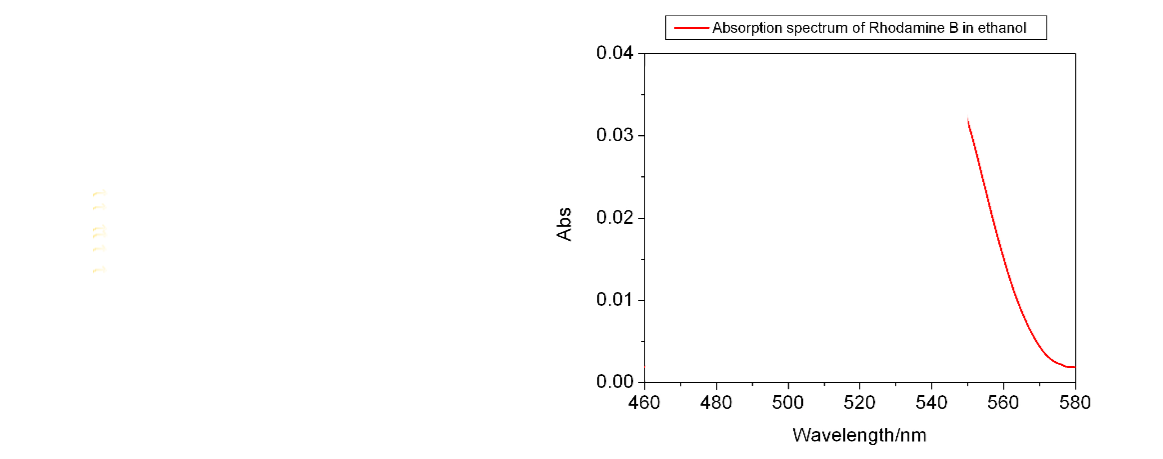 Absorption spectrum of Rhodamine B in ethanol
0.04
0.03
0.02
0.01
0.00
Abs
460 480 500 520 540 560 580
Wavelength/nm